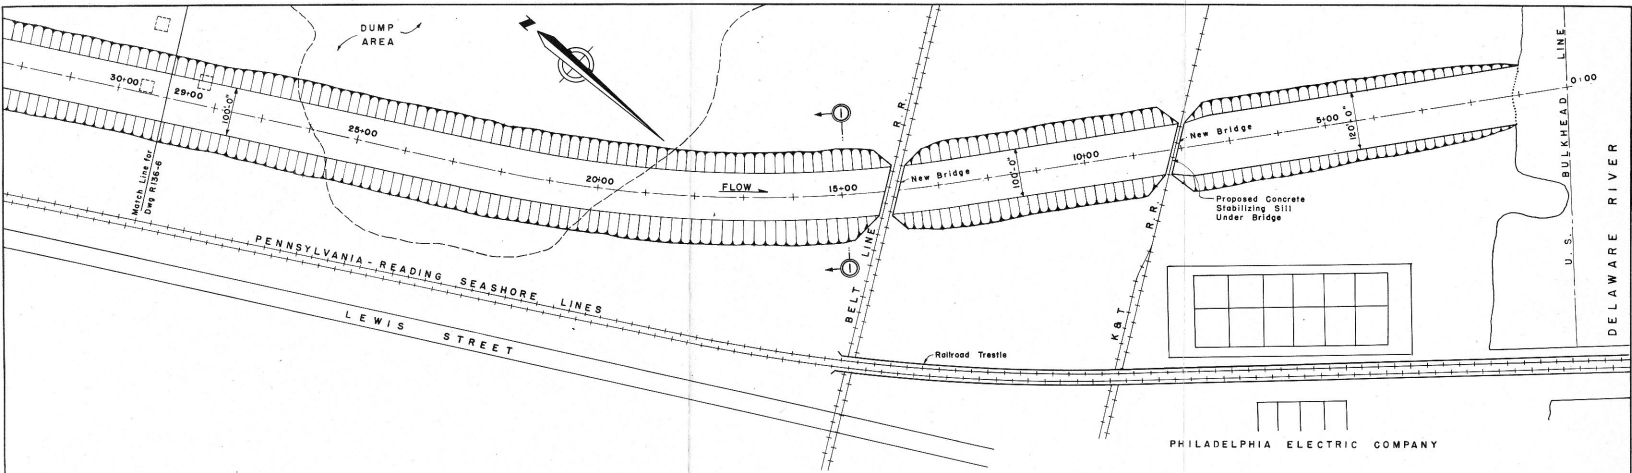 DUMP
AREA
N
30+00
29+00
100'-0"
25+00
20+00
FLOW
15+00
1
1
R.R.
New Bridge
100'-0"
10+00
New Bridge
5+00
120'-0"
0+00
U.S. BULKHEAD LINE
DELAWARE RIVER
Match Line for
Dwg R136-6
Proposed Concrete
Stabilizing Sill
Under Bridge
PENNSYLVANIA-READING SEASHORE LINES
LEWIS STREET
BELT LINE
K&T R.R.
Railroad Trestle
PHILADELPHIA ELECTRIC COMPANY